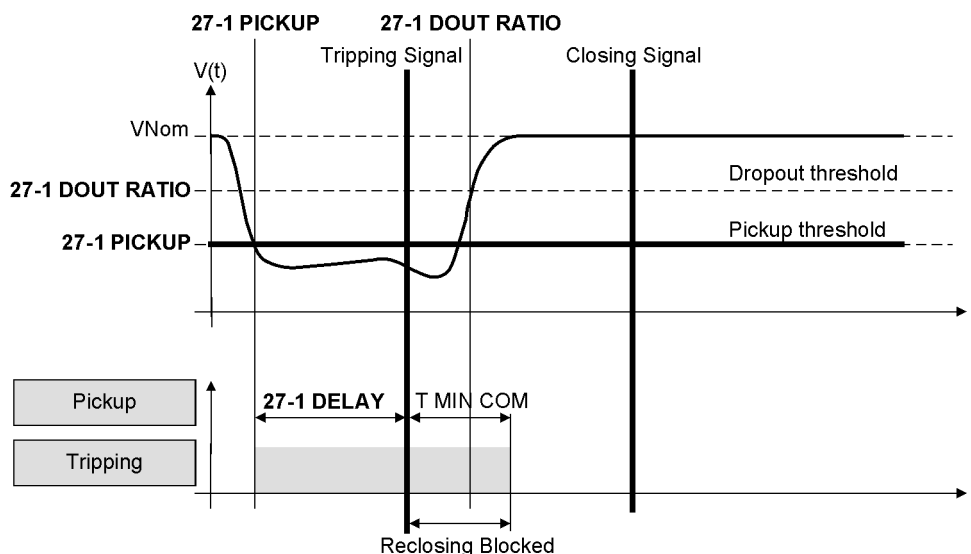 27-1 PICKUP 27-1 DOUT RATIO
Tripping Signal Closing Signal
V(t)
VNom
Dropout threshold
27-1 DOUT RATIO
Pickup threshold
27-1 PICKUP
Pickup 27-1 DELAY T MIN COM
Tripping
Reclosing Blocked